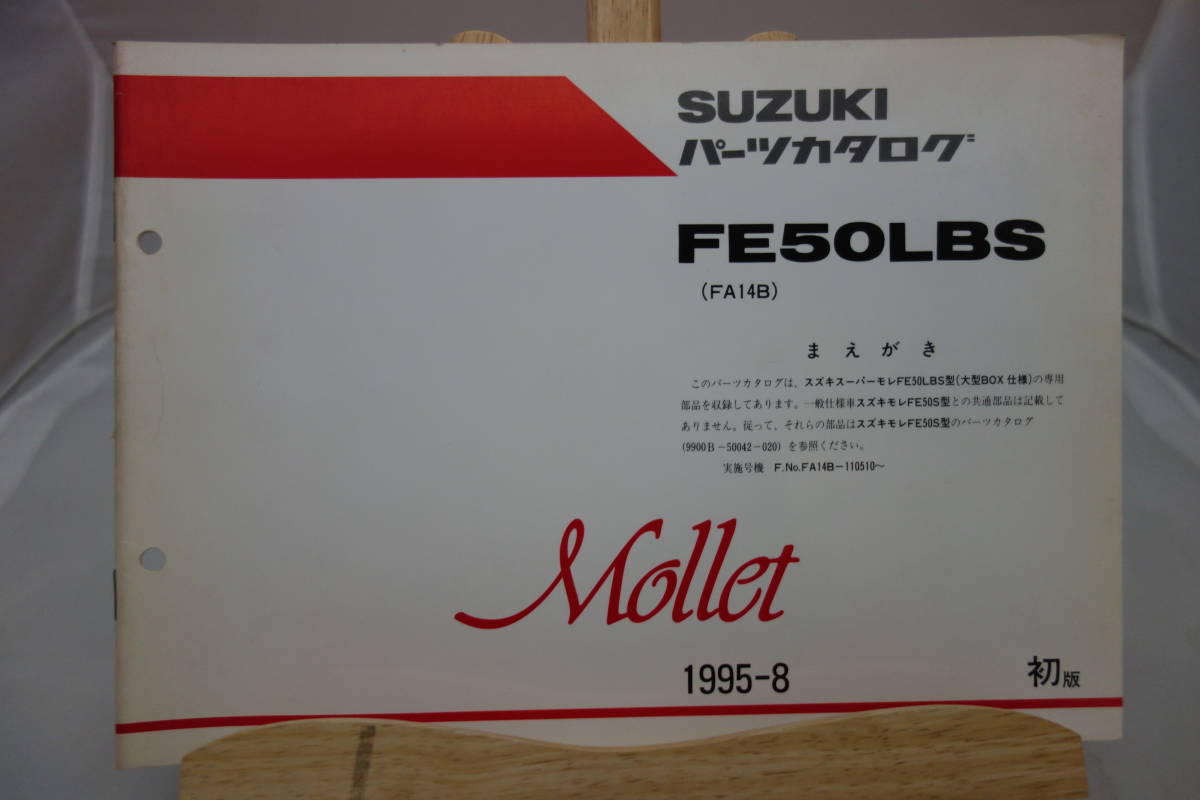 SUZUKI
パーツカタログ
FE50LBS
(FA14B)
まえがき
このパーツカタログは、スズキスーパーモレFE50LBS型(大型BOX仕様)の専用
部品を収録してあります。一般仕様車スズキモレFE50S型との共通部品は記載して
ありません。従って、それらの部品はスズキモレFE50S型のパーツカタログ
(9900B-50042-020)を参照ください。
実施号機 F.No.FA14B-110510〜
Mollet
1995-8
初版